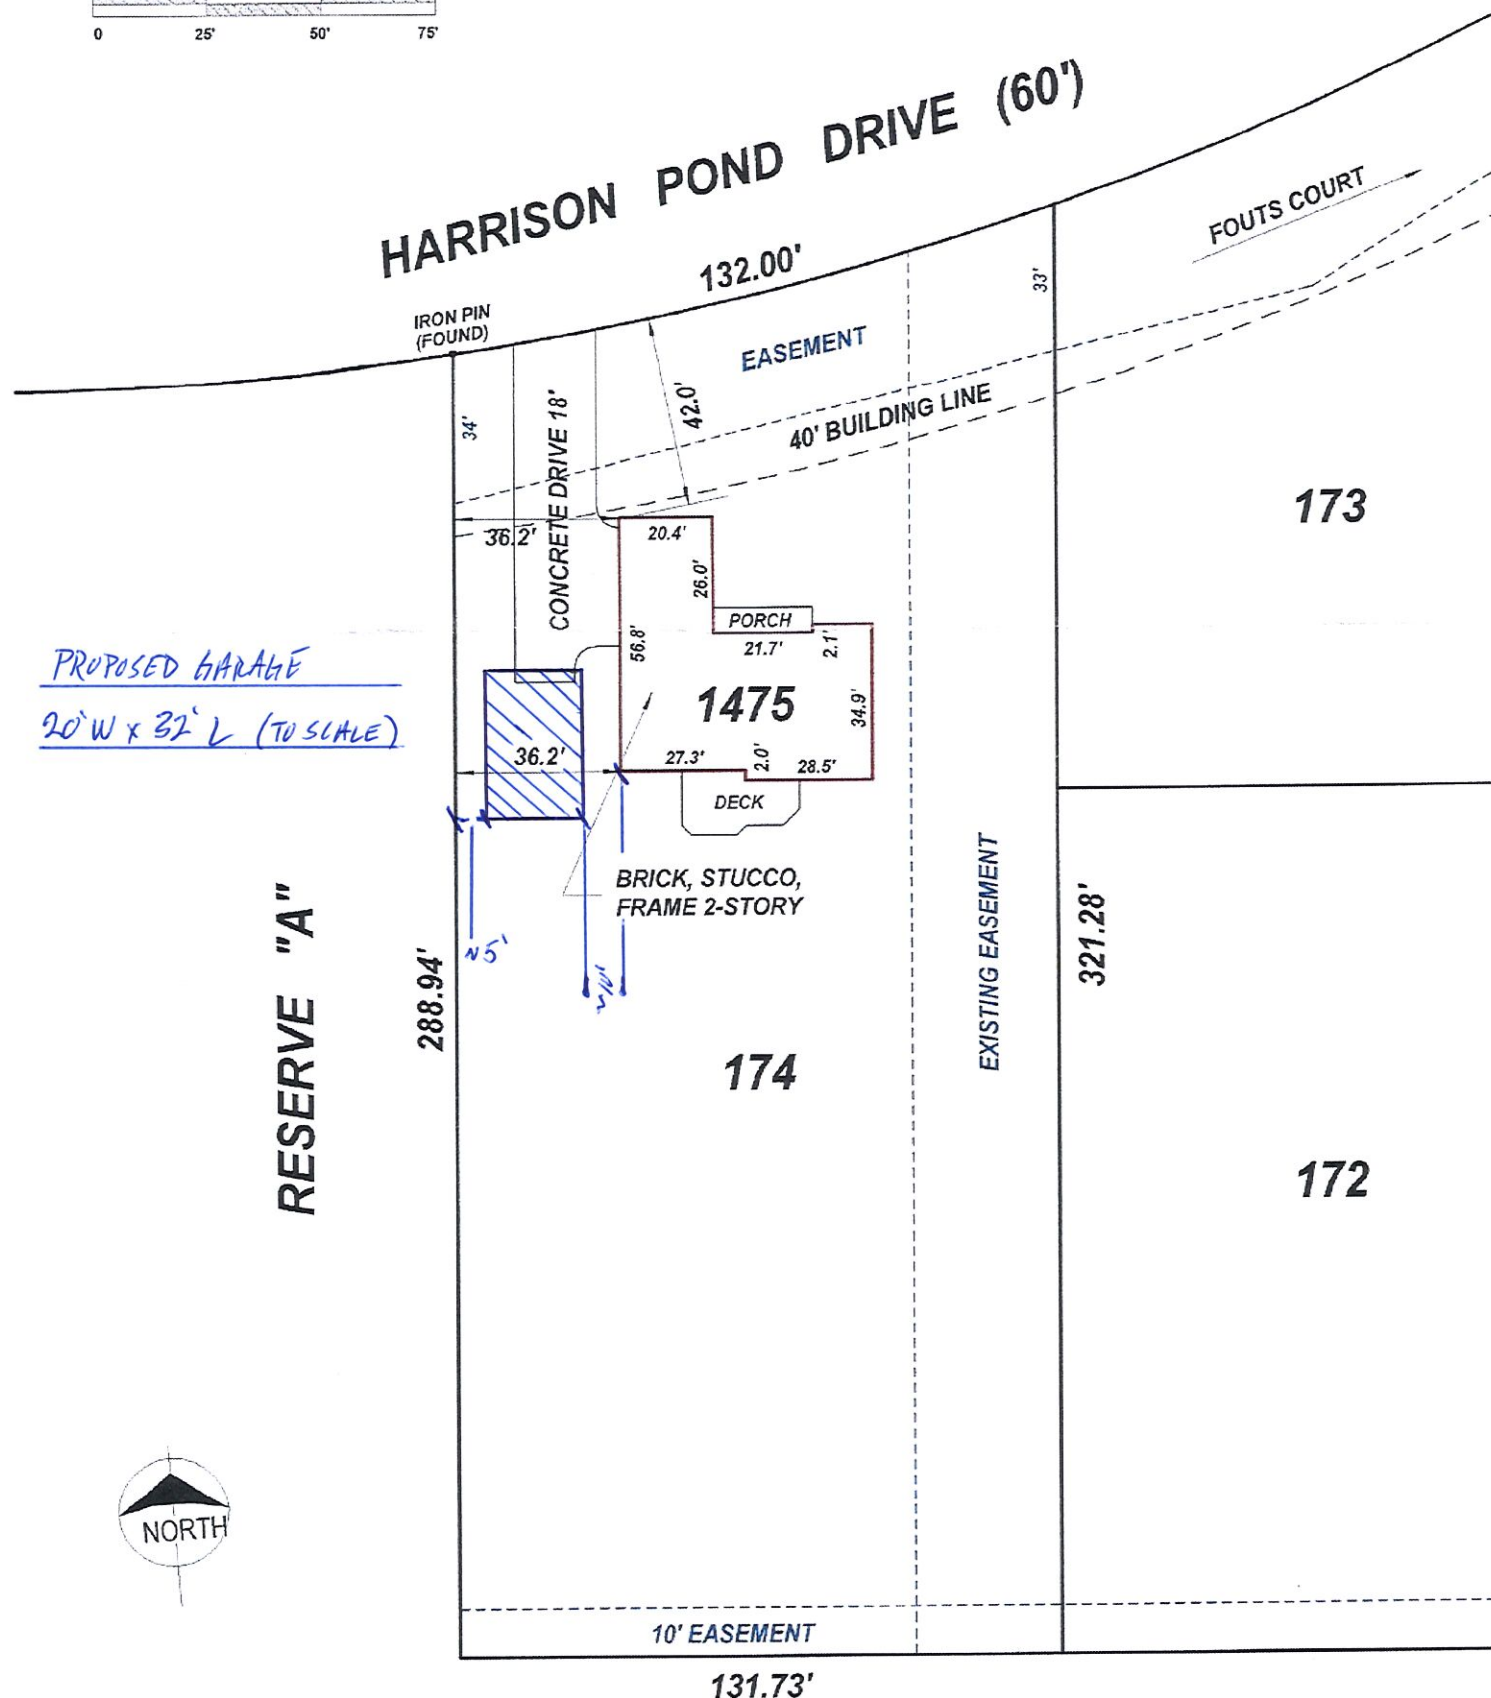 0 25' 50' 75'
HARRISON POND DRIVE (60')
FOUTS COURT
132.00'
33'
IRON PIN
(FOUND)
EASEMENT
34'
42.0'
CONCRETE DRIVE 18'
40' BUILDING LINE
173
36.2'
20.4'
26.0'
PORCH
56.8'
21.7'
2.1'
PROPOSED GARAGE
20' W x 32' L (TO SCALE)
1475
34.9'
36.2'
27.3'
2.0'
28.5'
DECK
BRICK, STUCCO,
FRAME 2-STORY
~5'
~10'
RESERVE "A"
288.94'
EXISTING EASEMENT
321.28'
174
172
NORTH
10' EASEMENT
131.73'